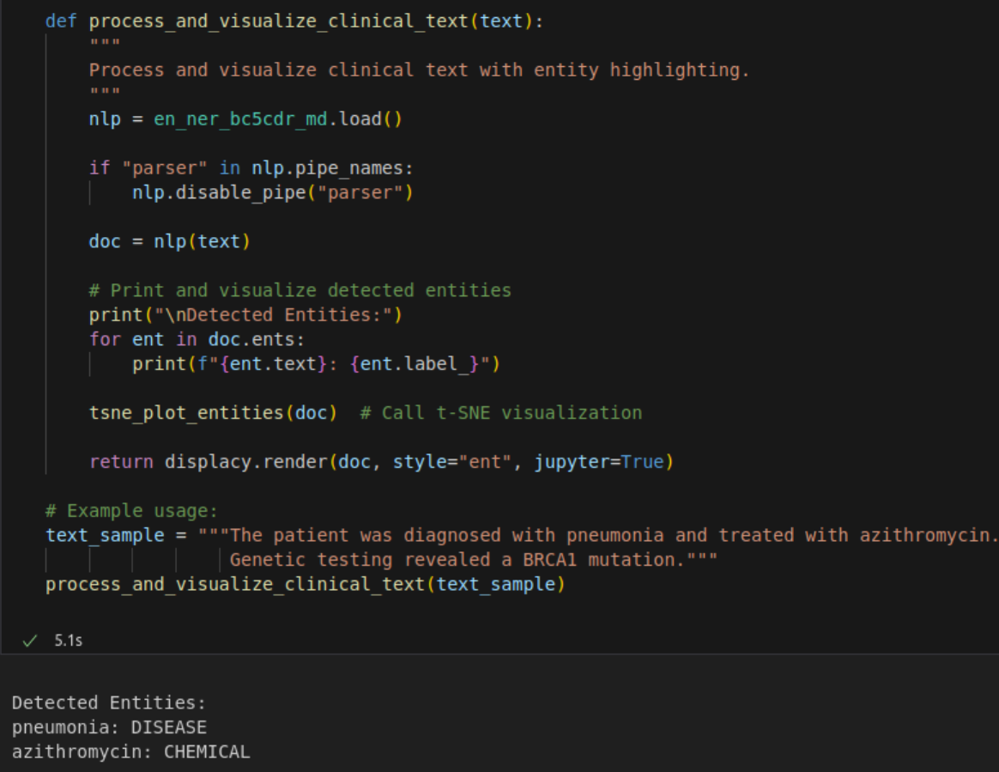 def process_and_visualize_clinical_text(text):
"""
Process and visualize clinical text with entity highlighting.
"""
nlp = en_ner_bc5cdr_md.load()
if "parser" in nlp.pipe_names:
nlp.disable_pipe("parser")
doc = nlp(text)
# Print and visualize detected entities
print("\nDetected Entities:")
for ent in doc.ents:
print(f"{ent.text}: {ent.label_}")
tsne_plot_entities(doc)  # Call t-SNE visualization
return displacy.render(doc, style="ent", jupyter=True)
# Example usage:
text_sample = """The patient was diagnosed with pneumonia and treated with azithromycin.
Genetic testing revealed a BRCA1 mutation."""
process_and_visualize_clinical_text(text_sample)
5.1s
Detected Entities:
pneumonia: DISEASE
azithromycin: CHEMICAL